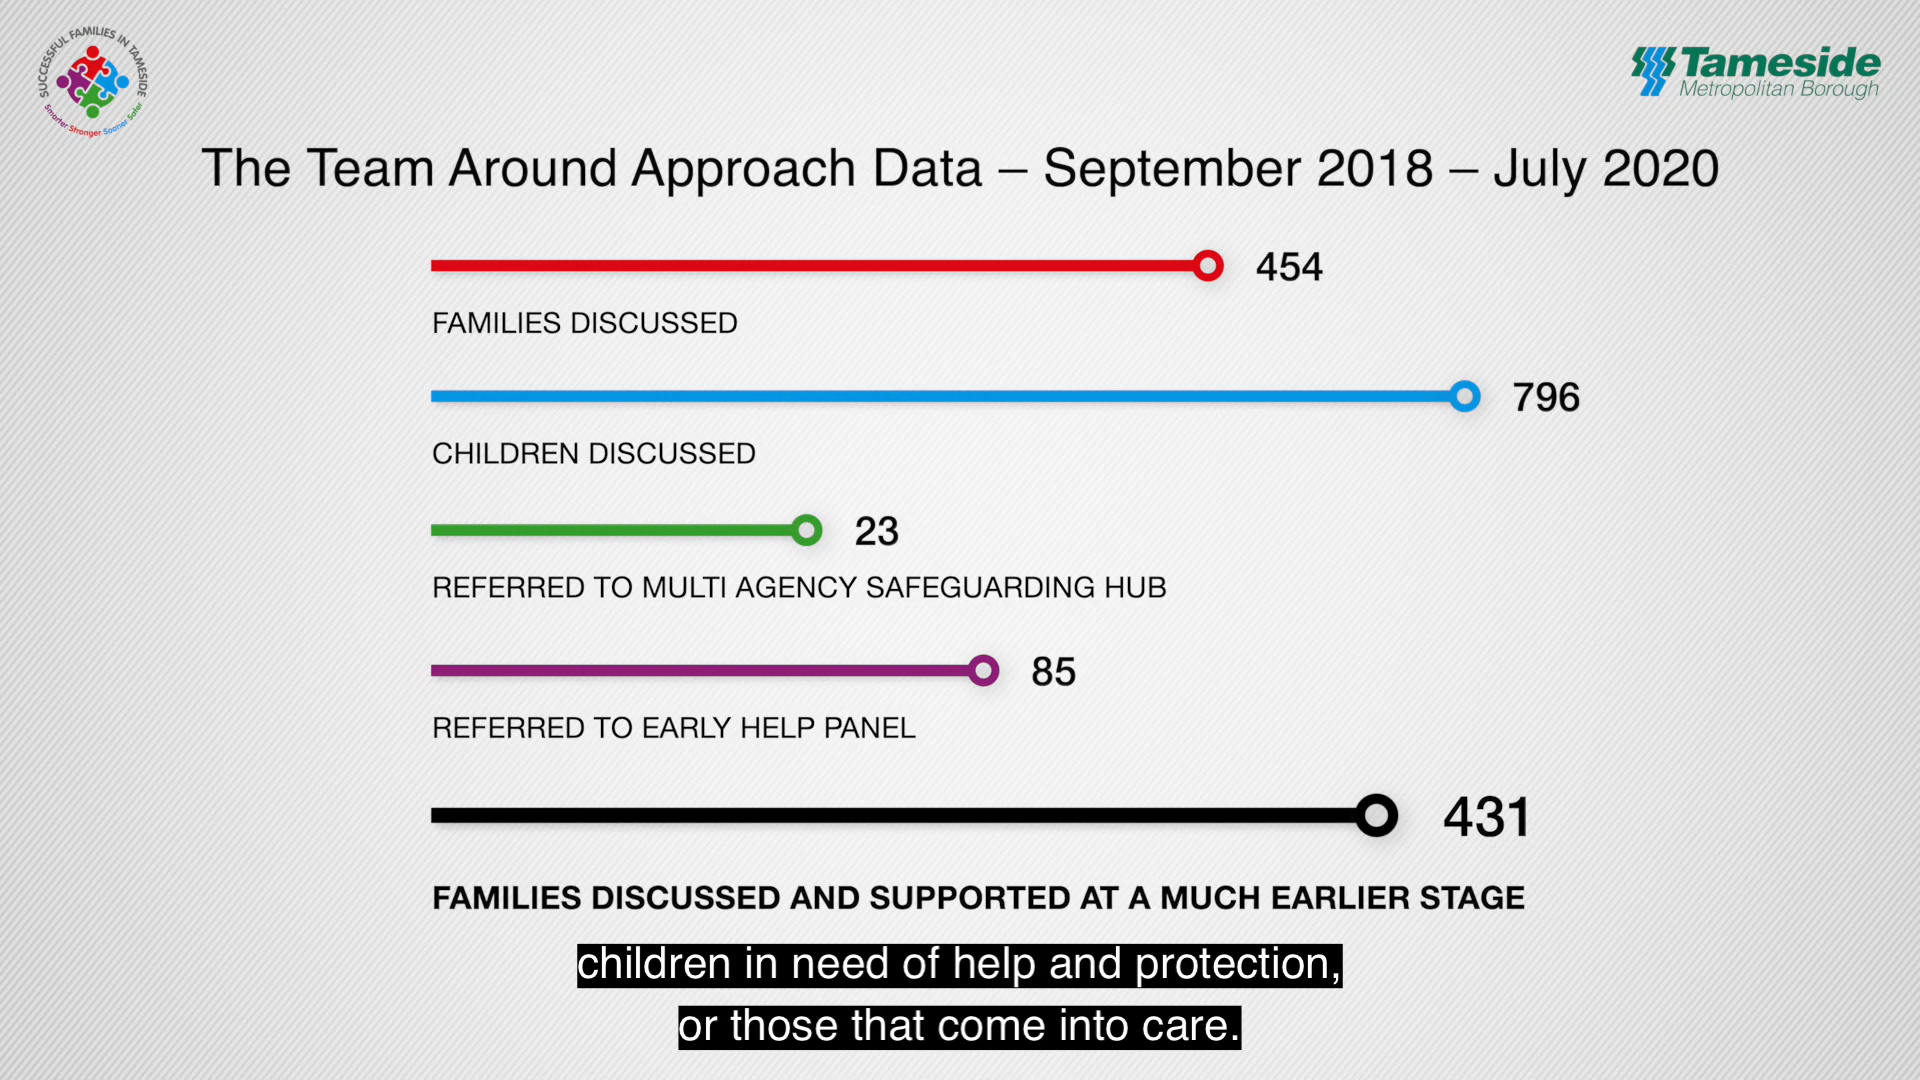 SUCCESSFUL FAMILIES IN TAMESIDE
Smarter Stronger Sooner Safer
Tameside
Metropolitan Borough
The Team Around Approach Data – September 2018 – July 2020
454
FAMILIES DISCUSSED
796
CHILDREN DISCUSSED
23
REFERRED TO MULTI AGENCY SAFEGUARDING HUB
85
REFERRED TO EARLY HELP PANEL
431
FAMILIES DISCUSSED AND SUPPORTED AT A MUCH EARLIER STAGE
children in need of help and protection,
or those that come into care.